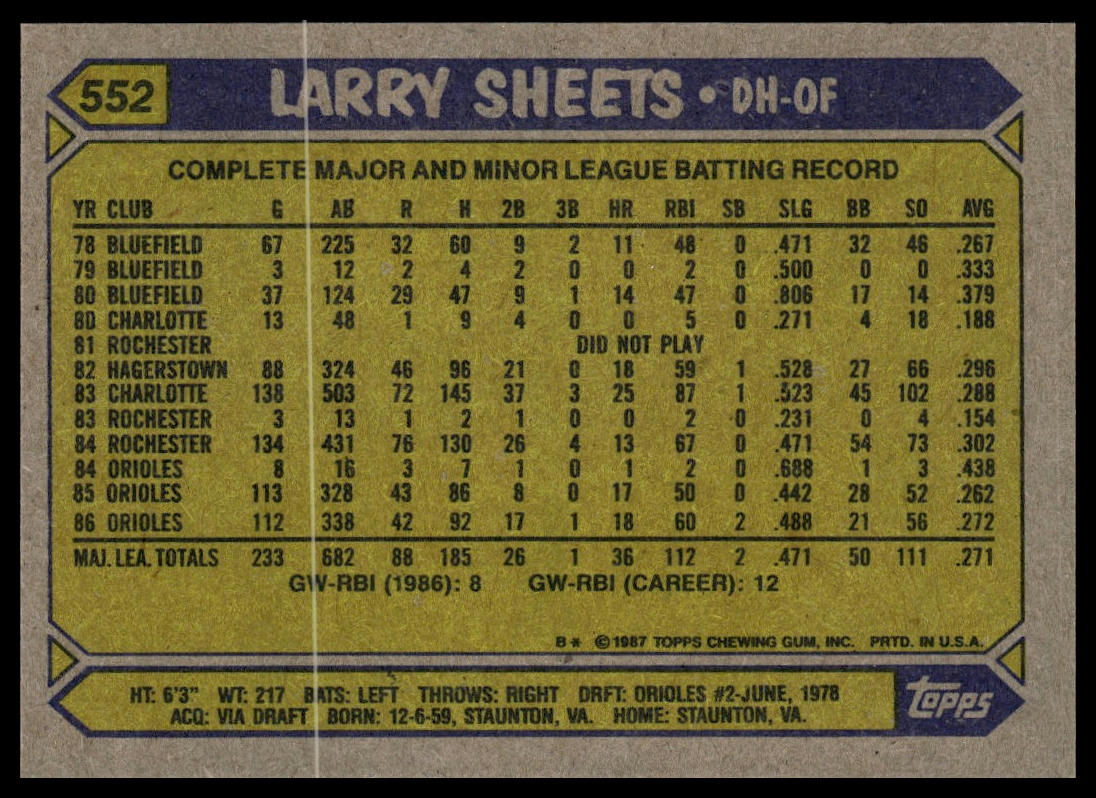 552 LARRY SHEETS • DH-OF
COMPLETE MAJOR AND MINOR LEAGUE BATTING RECORD
YR CLUB G AB R H 2B 3B HR RBI SB SLG BB SO AVG
78 BLUEFIELD 67 225 32 60 9 2 11 48 0 .471 32 46 .267
79 BLUEFIELD 3 12 2 4 2 0 0 2 0 .500 0 0 .333
80 BLUEFIELD 37 124 29 47 9 1 14 47 0 .806 17 14 .379
80 CHARLOTTE 13 48 1 9 4 0 0 5 0 .271 4 18 .188
81 ROCHESTER DID NOT PLAY
82 HAGERSTOWN 88 324 46 96 21 0 18 59 1 .528 27 66 .296
83 CHARLOTTE 138 503 72 145 37 3 25 87 1 .523 45 102 .288
83 ROCHESTER 3 13 1 2 1 0 0 2 0 .231 0 4 .154
84 ROCHESTER 134 431 76 130 26 4 13 67 0 .471 54 73 .302
84 ORIOLES 8 16 3 7 1 0 1 2 0 .688 1 3 .438
85 ORIOLES 113 328 43 86 8 0 17 50 0 .442 28 52 .262
86 ORIOLES 112 338 42 92 17 1 18 60 2 .488 21 56 .272
MAJ. LEA. TOTALS 233 682 88 185 26 1 36 112 2 .471 50 111 .271
GW-RBI (1986): 8 GW-RBI (CAREER): 12
B* ©1987 TOPPS CHEWING GUM, INC. PRTD. IN U.S.A.
HT: 6'3" WT: 217 BATS: LEFT THROWS: RIGHT DRFT: ORIOLES #2-JUNE, 1978
ACQ: VIA DRAFT BORN: 12-6-59, STAUNTON, VA. HOME: STAUNTON, VA.
topps